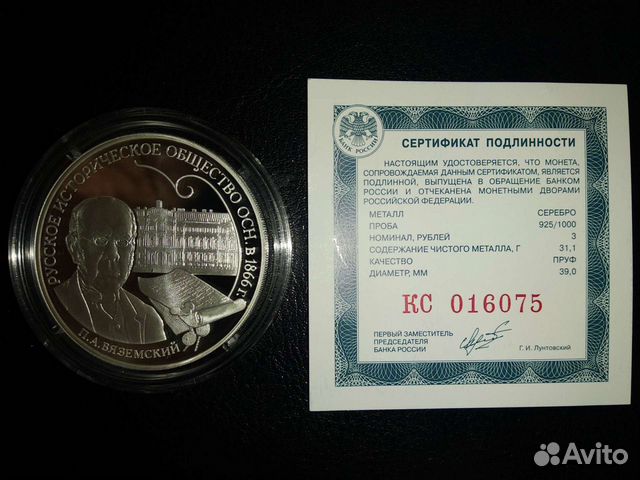 РУССКОЕ ИСТОРИЧЕСКОЕ ОБЩЕСТВО ОСН. В 1866 г.
П.А. ВЯЗЕМСКИЙ
БАНК РОССИИ
СЕРТИФИКАТ ПОДЛИННОСТИ
НАСТОЯЩИМ УДОСТОВЕРЯЕТСЯ, ЧТО МОНЕТА,
СОПРОВОЖДАЕМАЯ ДАННЫМ СЕРТИФИКАТОМ, ЯВЛЯЕТСЯ
ПОДЛИННОЙ, ВЫПУЩЕНА В ОБРАЩЕНИЕ БАНКОМ
РОССИИ И ОТЧЕКАНЕНА МОНЕТНЫМИ ДВОРАМИ
РОССИЙСКОЙ ФЕДЕРАЦИИ.
МЕТАЛЛ СЕРЕБРО
ПРОБА 925/1000
НОМИНАЛ, РУБЛЕЙ 3
СОДЕРЖАНИЕ ЧИСТОГО МЕТАЛЛА, Г 31,1
КАЧЕСТВО ПРУФ
ДИАМЕТР, ММ 39,0
КС 016075
ПЕРВЫЙ ЗАМЕСТИТЕЛЬ
ПРЕДСЕДАТЕЛЯ
БАНКА РОССИИ
Г. И. Лунтовский
Avito